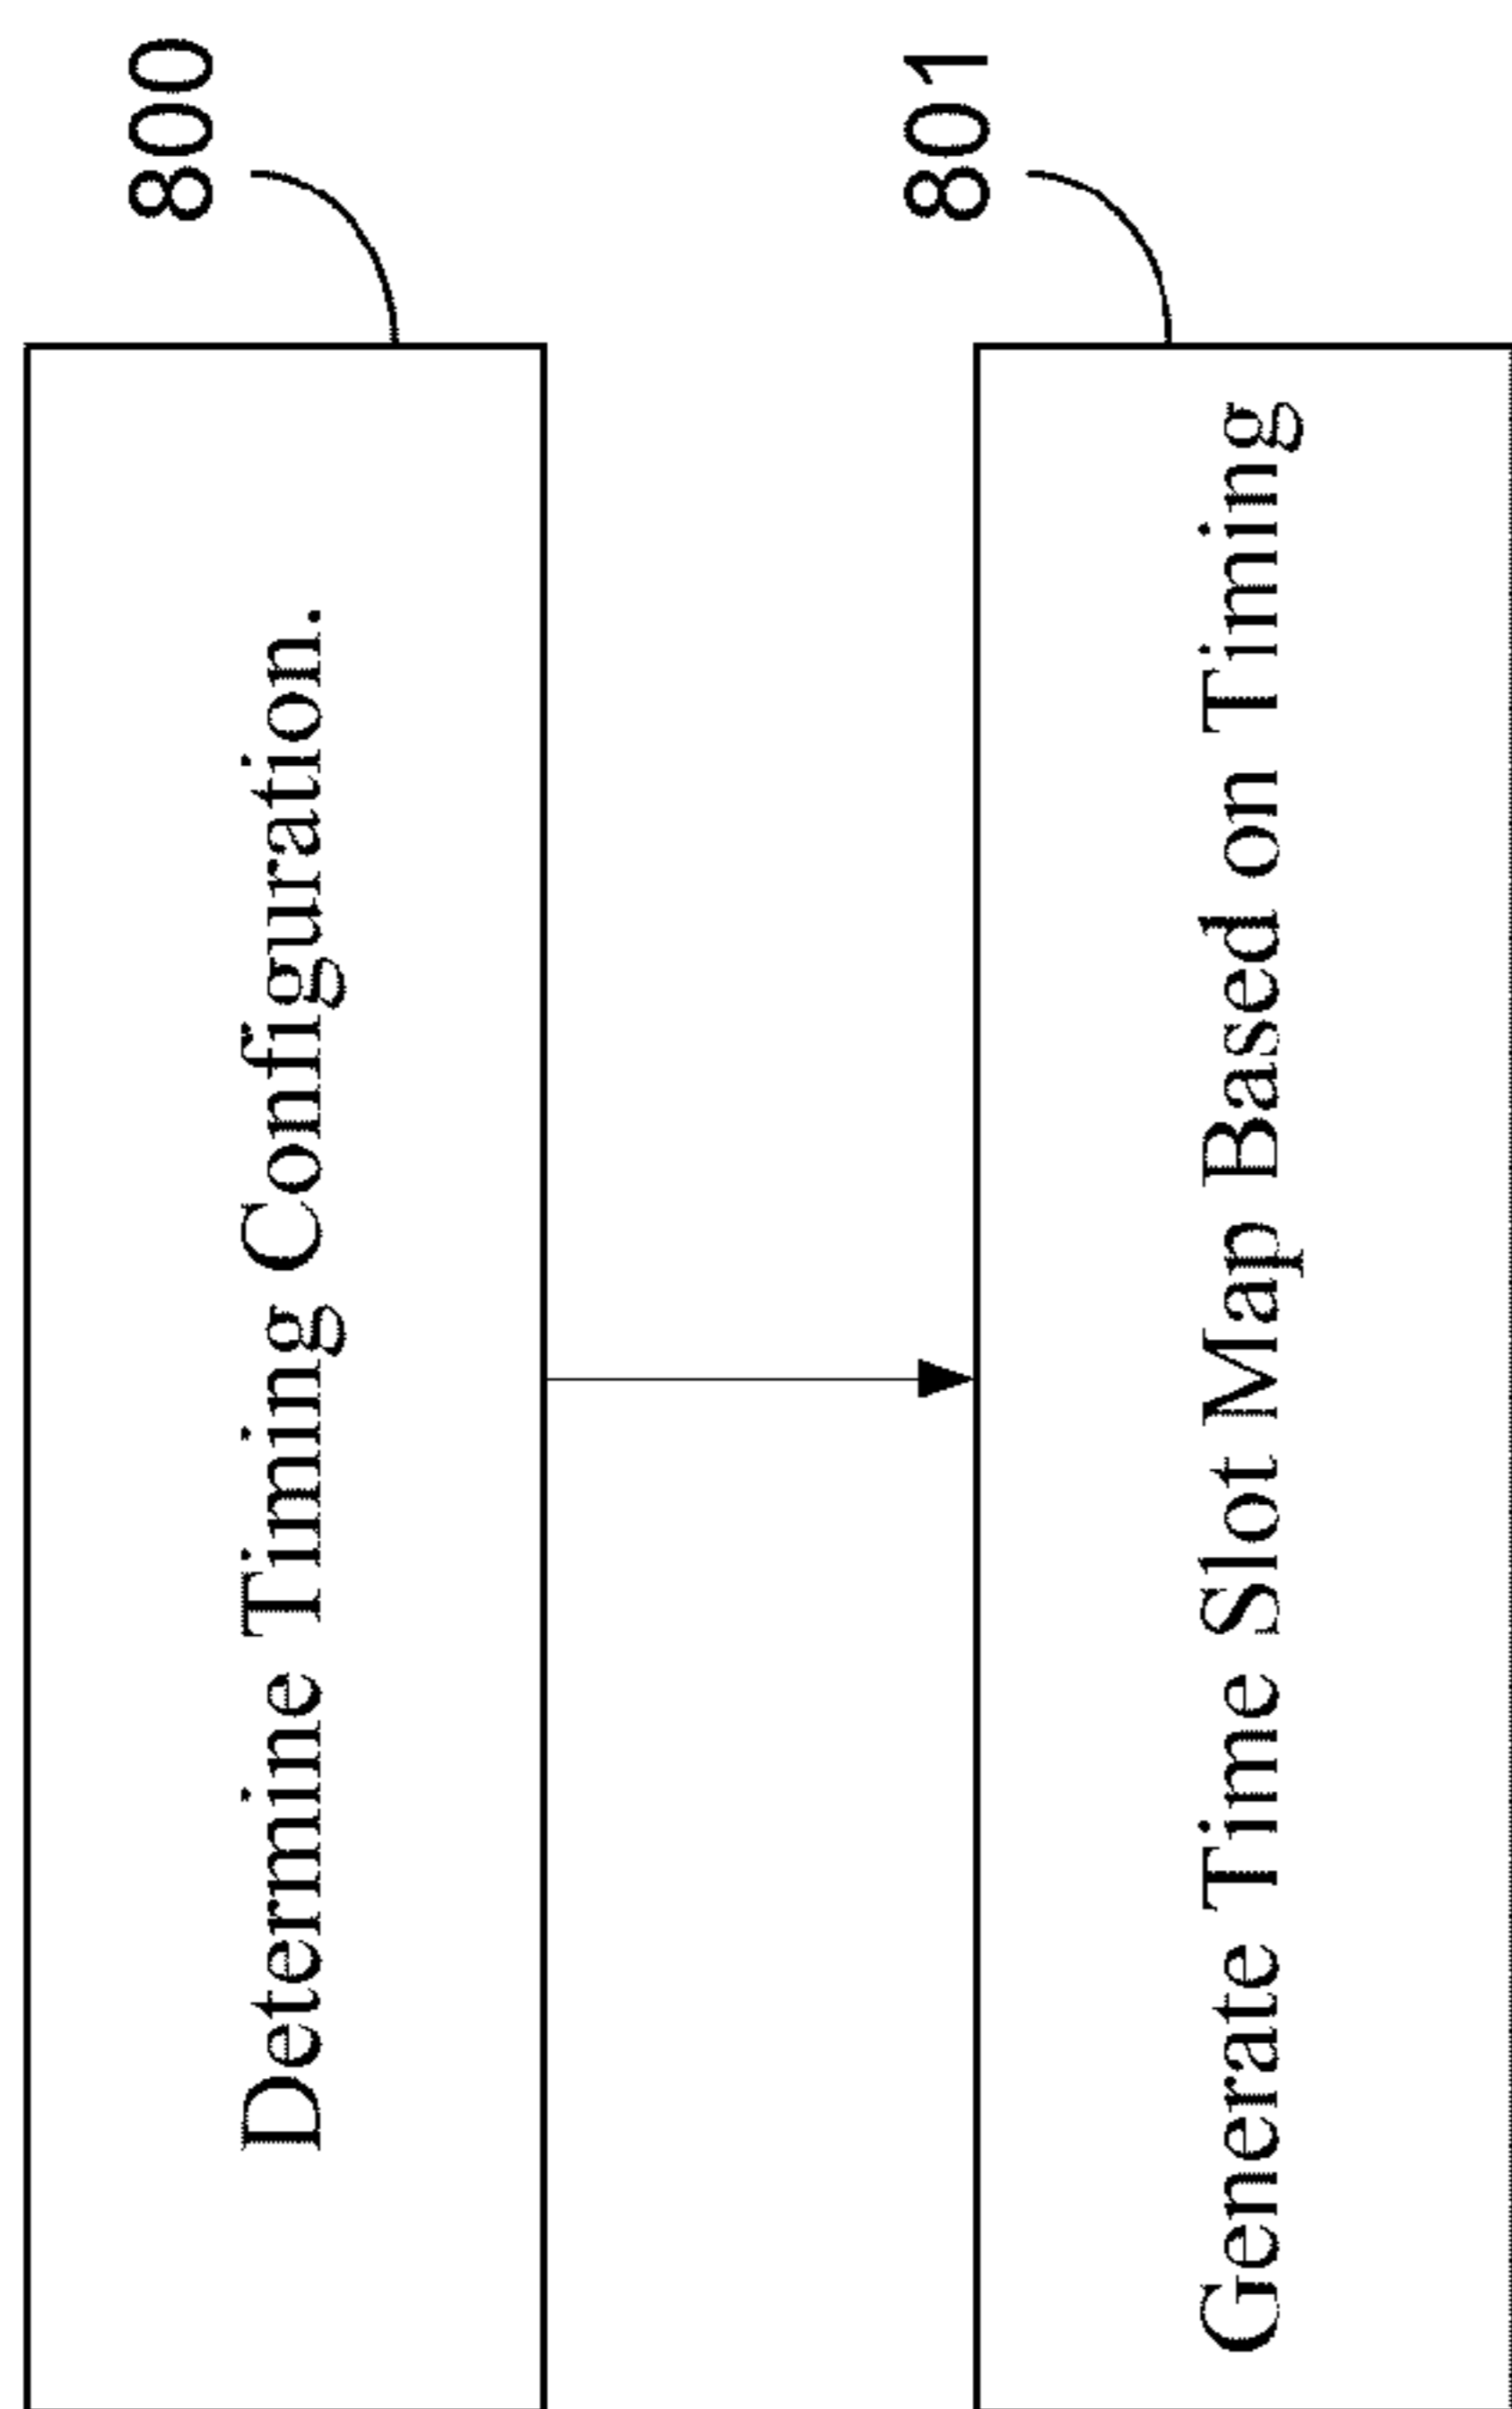 800
Determine Timing Configuration.
801
Generate Time Slot Map Based on Timing